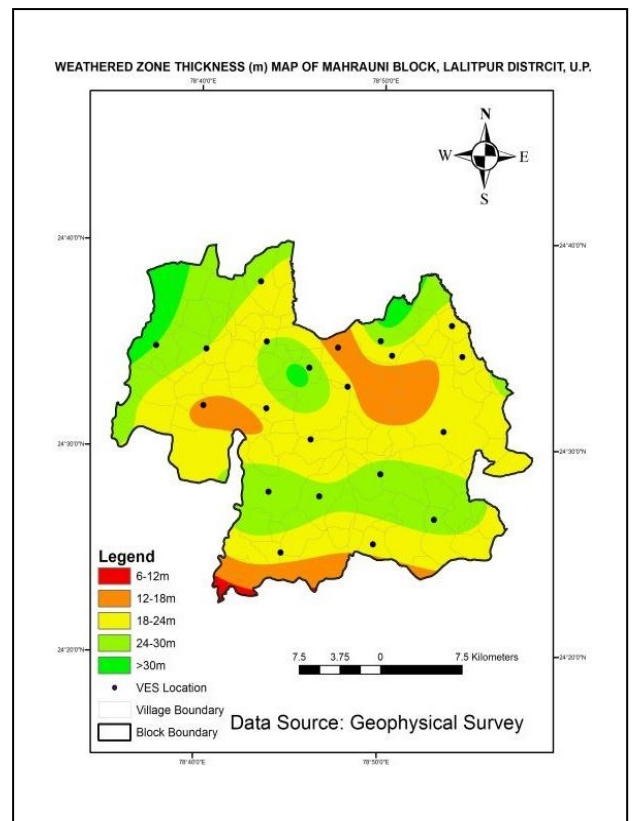 WEATHERED ZONE THICKNESS (m) MAP OF MAHRAUNI BLOCK, LALITPUR DISTRCIT, U.P.
78°40'0"E 78°50'0"E
N
W E
S
24°40'0"N 24°40'0"N
24°30'0"N 24°30'0"N
Legend
6-12m
12-18m
18-24m
24-30m
>30m
VES Location
Village Boundary
Block Boundary
24°20'0"N 24°20'0"N
7.5 3.75 0 7.5 Kilometers
Data Source: Geophysical Survey
78°40'0"E 78°50'0"E